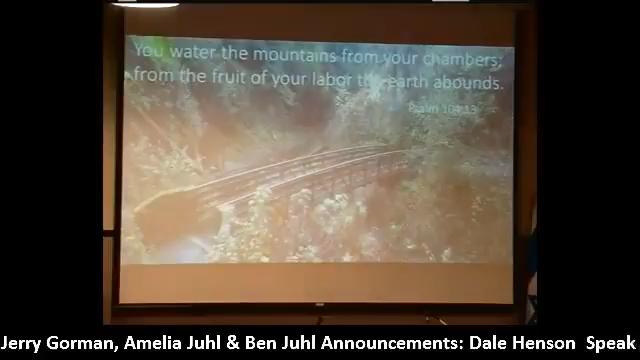 You water the mountains from your chambers;
from the fruit of your labor the earth abounds.
Psalm 104:13
Jerry Gorman, Amelia Juhl & Ben Juhl Announcements: Dale Henson  Speak